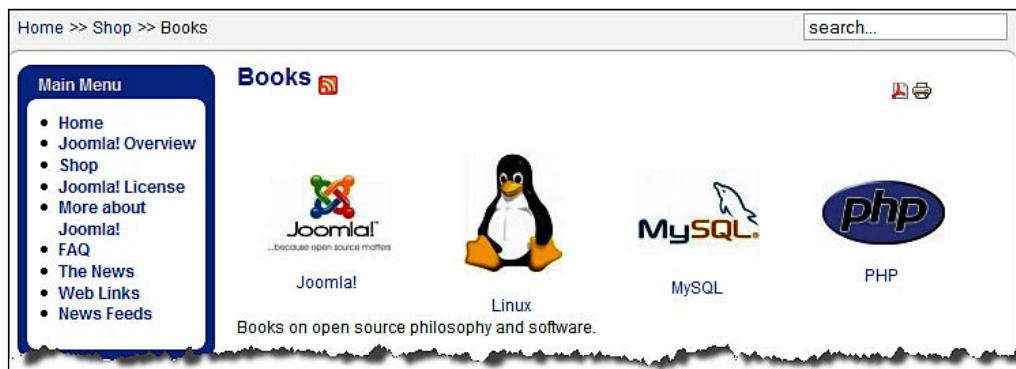 Home >> Shop >> Books
search...
Main Menu
Home
Joomla! Overview
Shop
Joomla! License
More about
Joomla!
FAQ
The News
Web Links
News Feeds
Books
Joomla!™
...because open source matters
MySQL.
php
Joomla!
Linux
MySQL
PHP
Books on open source philosophy and software.